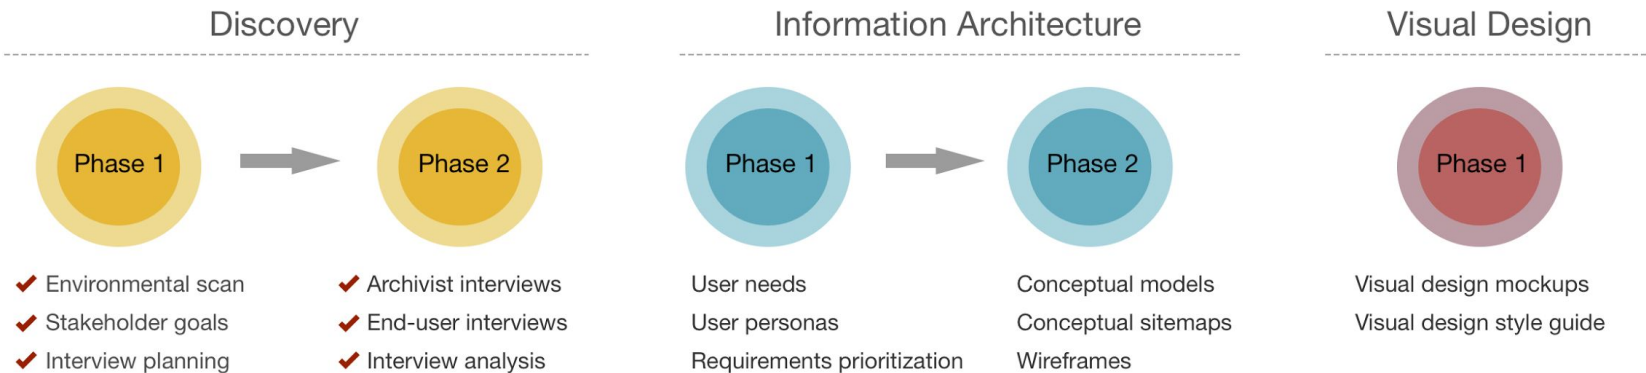 Discovery
Information Architecture
Visual Design
Phase 1
Phase 2
Phase 1
Phase 2
Phase 1
Environmental scan
Stakeholder goals
Interview planning
Archivist interviews
End-user interviews
Interview analysis
User needs
User personas
Requirements prioritization
Conceptual models
Conceptual sitemaps
Wireframes
Visual design mockups
Visual design style guide